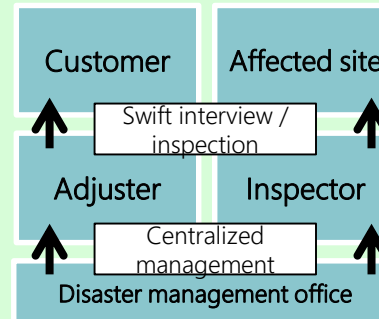 Customer
Affected site
Swift interview /
inspection
Adjuster
Inspector
Centralized
management
Disaster management office